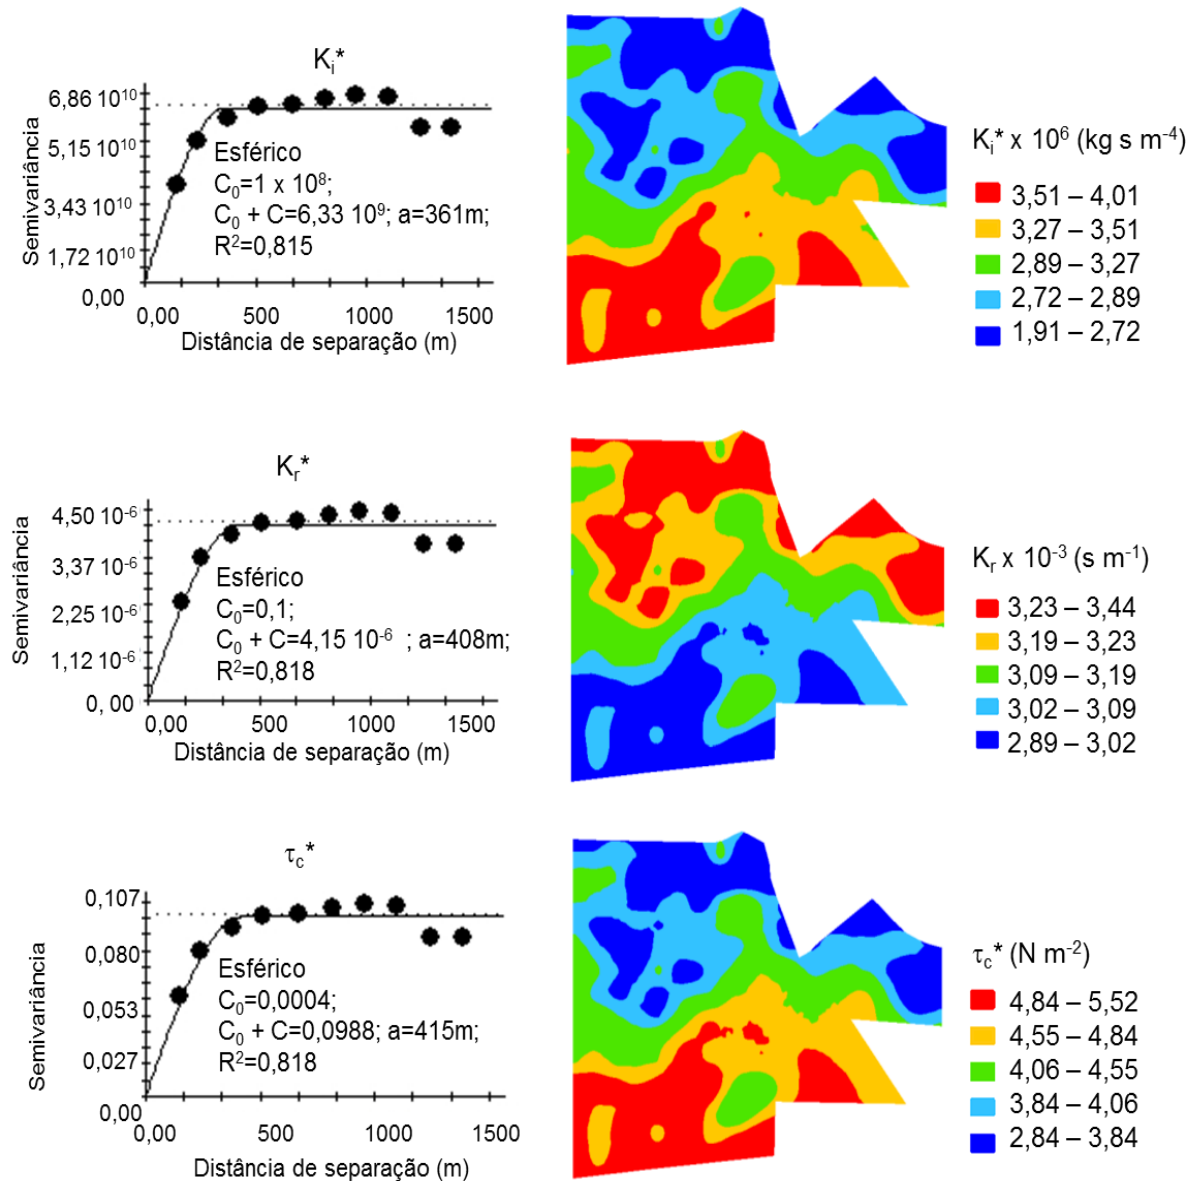 Kᵢ*
6,86 10¹⁰
5,15 10¹⁰
3,43 10¹⁰
1,72 10¹⁰
0,00
Semivariância
Esférico
C₀=1 x 10⁸;
C₀ + C=6,33 10⁹; a=361m;
R²=0,815
0,00 500 1000 1500
Distância de separação (m)
Kᵢ* x 10⁶ (kg s m⁻⁴)
3,51 – 4,01
3,27 – 3,51
2,89 – 3,27
2,72 – 2,89
1,91 – 2,72
Kᵣ*
4,50 10⁻⁶
3,37 10⁻⁶
2,25 10⁻⁶
1,12 10⁻⁶
0, 00
Semivariância
Esférico
C₀=0,1;
C₀ + C=4,15 10⁻⁶ ; a=408m;
R²=0,818
0,00 500 1000 1500
Distância de separação (m)
Kᵣ x 10⁻³ (s m⁻¹)
3,23 – 3,44
3,19 – 3,23
3,09 – 3,19
3,02 – 3,09
2,89 – 3,02
τc*
0,107
0,080
0,053
0,027
0,00
Semivariância
Esférico
C₀=0,0004;
C₀ + C=0,0988; a=415m;
R²=0,818
0,00 500 1000 1500
Distância de separação (m)
τc* (N m⁻²)
4,84 – 5,52
4,55 – 4,84
4,06 – 4,55
3,84 – 4,06
2,84 – 3,84